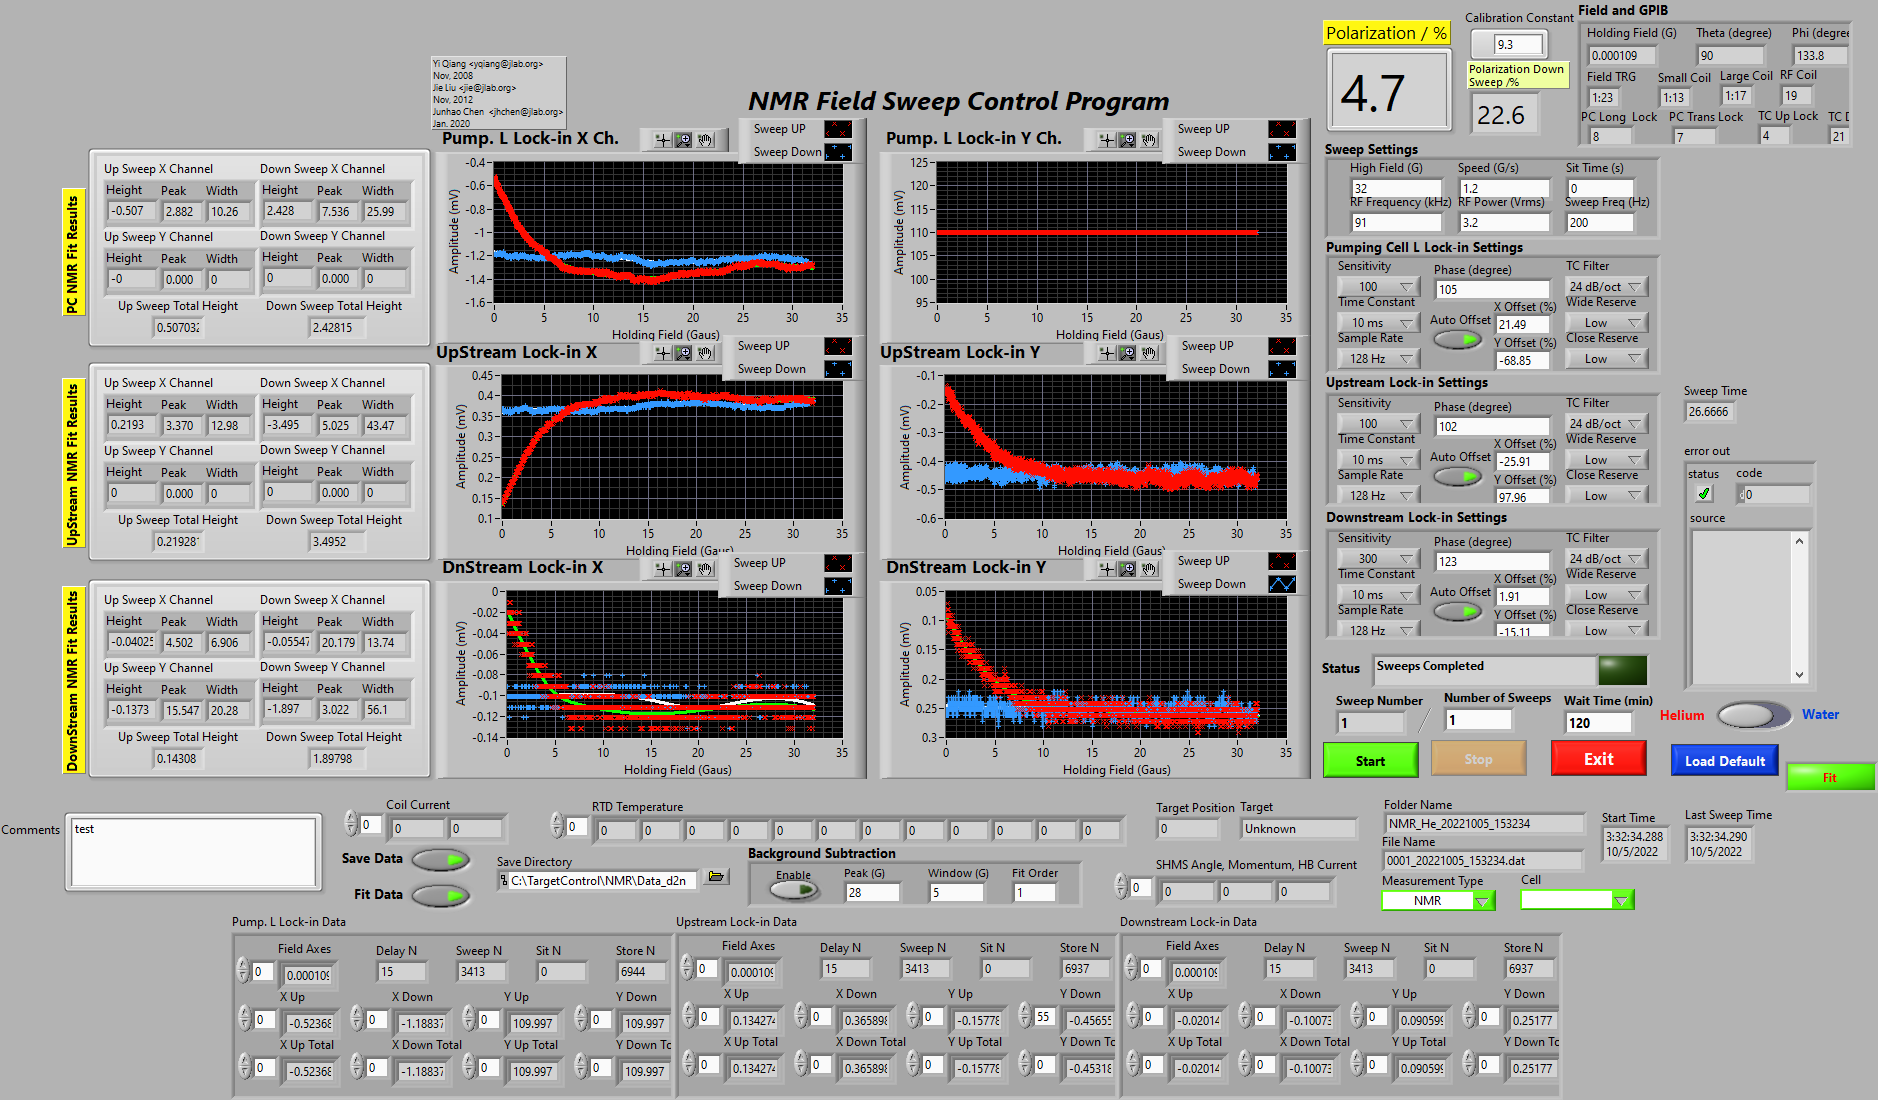 Yi Qiang <yqiang@jlab.org>
Nov, 2008
Jie Liu <jie@jlab.org>
Nov, 2012
Junhao Chen <jhchen@jlab.org>
Jan. 2020
NMR Field Sweep Control Program
Polarization / %
4.7
Calibration Constant
9.3
Polarization Down
Sweep /%
22.6
Field and GPIB
Holding Field (G) Theta (degree) Phi (degree
0.000109 90 133.8
Field TRG Small Coil Large Coil RF Coil
1:23 1:13 1:17 19
PC Long Lock PC Trans Lock TC Up Lock TC D
8 7 4 21
PC NMR Fit Results
Up Sweep X Channel Down Sweep X Channel
Height Peak Width Height Peak Width
-0.507 2.882 10.26 2.428 7.536 25.99
Up Sweep Y Channel Down Sweep Y Channel
Height Peak Width Height Peak Width
-0 0.000 0 0 0.000 0
Up Sweep Total Height Down Sweep Total Height
0.507032 2.42815
Pump. L Lock-in X Ch.
Sweep UP
Sweep Down
Amplitude (mV)
-0.4
-0.6
-0.8
-1
-1.2
-1.4
-1.6
0 5 10 15 20 25 30 35
Holding Field (Gaus)
Pump. L Lock-in Y Ch.
Sweep UP
Sweep Down
Amplitude (mV)
125
120
115
110
105
100
95
0 5 10 15 20 25 30 35
Holding Field (Gaus)
UpStream NMR Fit Results
Up Sweep X Channel Down Sweep X Channel
Height Peak Width Height Peak Width
0.2193 3.370 12.98 -3.495 5.025 43.47
Up Sweep Y Channel Down Sweep Y Channel
Height Peak Width Height Peak Width
0 0.000 0 0 0.000 0
Up Sweep Total Height Down Sweep Total Height
3.4952
UpStream Lock-in X
Sweep UP
Sweep Down
Amplitude (mV)
0.45
0.4
0.35
0.3
0.25
0.2
0.15
0.1
0 5 10 15 20 25 30 35
Holding Field (Gaus)
UpStream Lock-in Y
Sweep UP
Sweep Down
Amplitude (mV)
-0.1
-0.2
-0.3
-0.4
-0.5
-0.6
0 5 10 15 20 25 30 35
Holding Field (Gaus)
DownStream NMR Fit Results
Up Sweep X Channel Down Sweep X Channel
Height Peak Width Height Peak Width
-0.04025 4.502 6.906 -0.05547 20.179 13.74
Up Sweep Y Channel Down Sweep Y Channel
Height Peak Width Height Peak Width
-0.1373 15.547 20.28 -1.897 3.022 56.1
Up Sweep Total Height Down Sweep Total Height
0.14308 1.89798
DnStream Lock-in X
Sweep UP
Sweep Down
Amplitude (mV)
0
-0.02
-0.04
-0.06
-0.08
-0.1
-0.12
-0.14
0 5 10 15 20 25 30 35
Holding Field (Gaus)
DnStream Lock-in Y
Sweep UP
Sweep Down
Amplitude (mV)
0.05
0.1
0.15
0.2
0.25
0.3
0 5 10 15 20 25 30 35
Holding Field (Gaus)
Sweep Settings
High Field (G) Speed (G/s) Sit Time (s)
32 1.2 0
RF Frequency (kHz) RF Power (Vrms) Sweep Freq (Hz)
91 3.2 200
Pumping Cell L Lock-in Settings
Sensitivity Phase (degree) TC Filter
100 105 24 dB/oct
Time Constant X Offset (%) Wide Reserve
10 ms Auto Offset 21.49 Low
Sample Rate Y Offset (%) Close Reserve
128 Hz -68.85 Low
Upstream Lock-in Settings
Sensitivity Phase (degree) TC Filter
100 102 24 dB/oct
Time Constant X Offset (%) Wide Reserve
10 ms Auto Offset -25.91 Low
Sample Rate Y Offset (%) Close Reserve
128 Hz 97.96 Low
Downstream Lock-in Settings
Sensitivity Phase (degree) TC Filter
300 123 24 dB/oct
Time Constant X Offset (%) Wide Reserve
10 ms Auto Offset 1.91 Low
Sample Rate Y Offset (%) Close Reserve
128 Hz -15.11 Low
Sweep Time
26.6666
error out
status code
0
source
Status Sweeps Completed
Sweep Number Number of Sweeps Wait Time (min)
1 / 1 120
Helium Water
Start Stop Exit Load Default Fit
Comments test
Coil Current
0 0 0
Save Data
Fit Data
RTD Temperature
0 0 0 0 0 0 0 0 0 0 0 0 0
Save Directory
C:\TargetControl\NMR\Data_d2n
Background Subtraction
Enable Peak (G) Window (G) Fit Order
28 5 1
Target Position Target
0 Unknown
SHMS Angle, Momentum, HB Current
0 0 0 0
Folder Name
NMR_He_20221005_153234
File Name
0001_20221005_153234.dat
Measurement Type Cell
NMR
Start Time
3:32:34.288
10/5/2022
Last Sweep Time
3:32:34.290
10/5/2022
Pump. L Lock-in Data
Field Axes Delay N Sweep N Sit N Store N
0 0.000109 15 3413 0 6944
X Up X Down Y Up Y Down
0 -0.52368 0 -1.18837 0 109.997 0 109.997
X Up Total X Down Total Y Up Total Y Down To
0 -0.52368 0 -1.18837 0 109.997 0 109.997
Upstream Lock-in Data
Field Axes Delay N Sweep N Sit N Store N
0 0.000109 15 3413 0 6937
X Up X Down Y Up Y Down
0 0.134274 0 0.365898 0 -0.15778 55 -0.45655
X Up Total X Down Total Y Up Total Y Down To
0 0.134274 0 0.365898 0 -0.15778 0 -0.45318
Downstream Lock-in Data
Field Axes Delay N Sweep N Sit N Store N
0 0.000109 15 3413 0 6937
X Up X Down Y Up Y Down
0 -0.02014 0 -0.10073 0 0.090599 0 0.25177
X Up Total X Down Total Y Up Total Y Down To
0 -0.02014 0 -0.10073 0 0.090599 0 0.25177